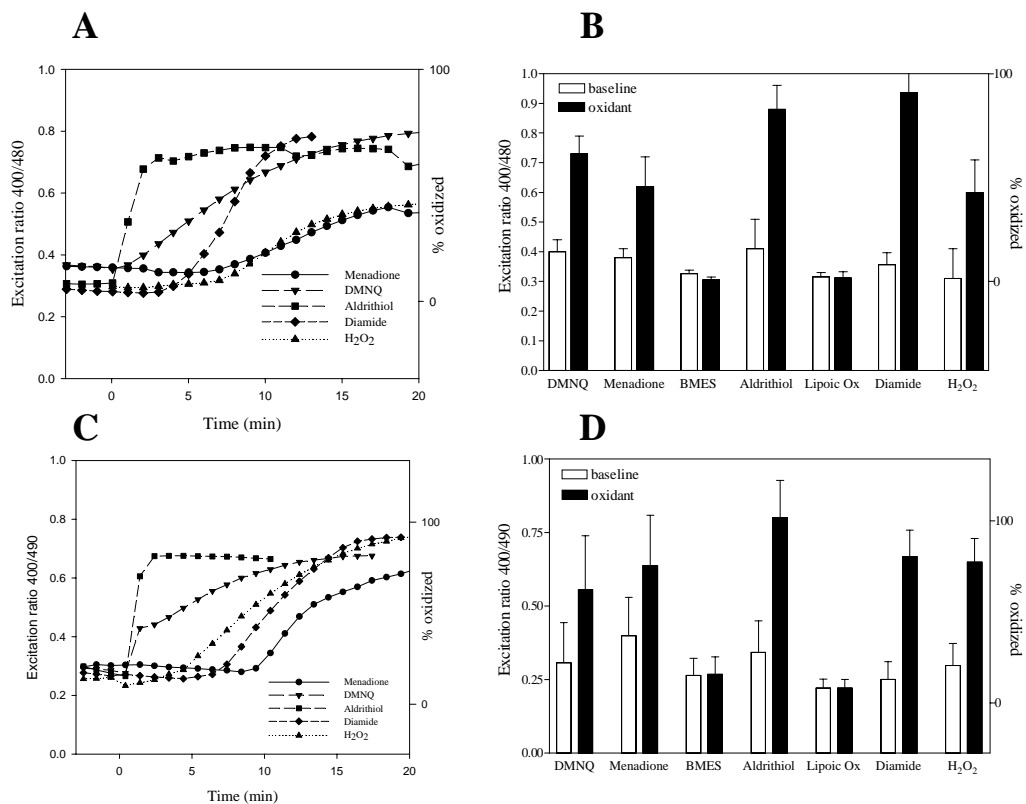 A
1.0
0.8
0.6
0.4
0.2
0.0
Excitation ratio 400/480
100
0
% oxidized
Menadione
DMNQ
Aldrithiol
Diamide
H₂O₂
0 5 10 15 20
Time (min)
B
1.0
0.9
0.8
0.7
0.6
0.5
0.4
0.3
0.2
0.1
0.0
Excitation ratio 400/480
baseline
oxidant
100
0
% oxidized
DMNQ Menadione BMES Aldrithiol Lipoic Ox Diamide H₂O₂
C
1.0
0.8
0.6
0.4
0.2
0.0
Excitation ratio 400/490
100
0
% oxidized
Menadione
DMNQ
Aldrithiol
Diamide
H₂O₂
0 5 10 15 20
Time (min)
D
1.00
0.75
0.50
0.25
0.00
Excitation ratio 400/490
baseline
oxidant
100
0
% oxidized
DMNQ Menadione BMES Aldrithiol Lipoic Ox Diamide H₂O₂